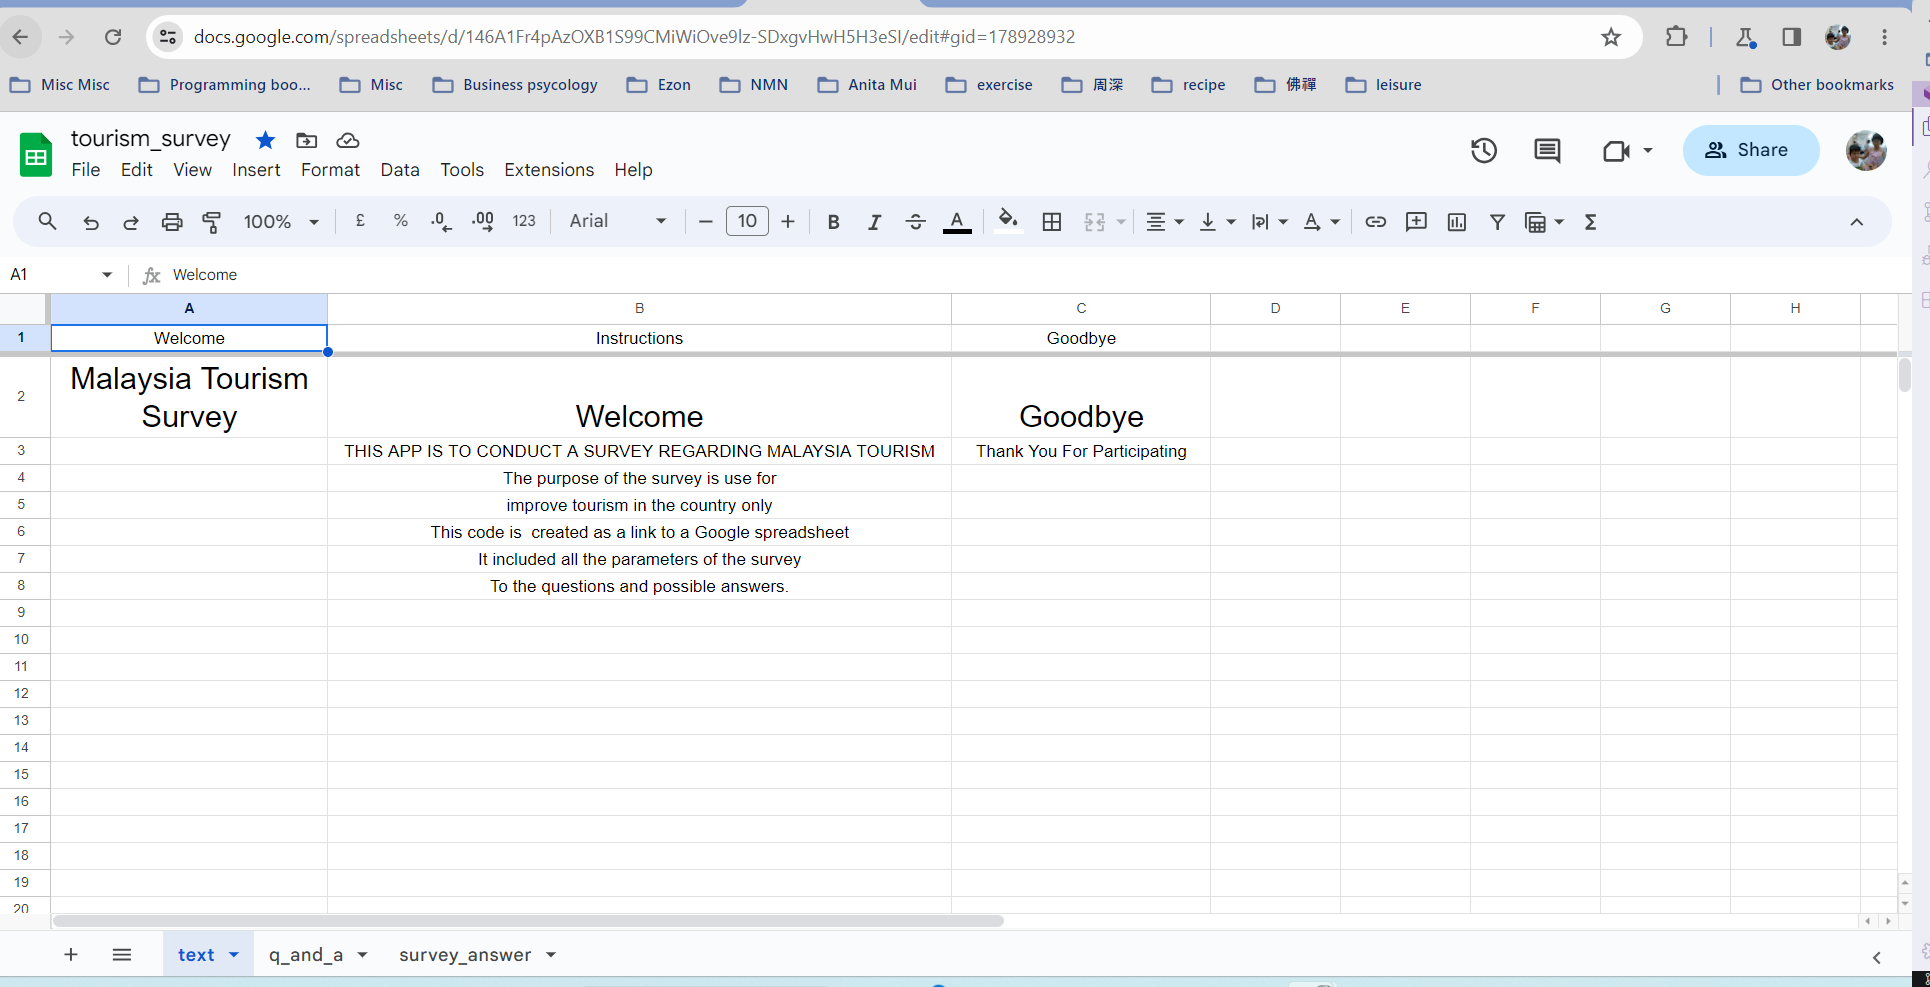 docs.google.com/spreadsheets/d/146A1Fr4pAzOXB1S99CMiWiOve9lz-SDxgvHwH5H3eSI/edit#gid=178928932
Misc Misc Programming boo... Misc Business psycology Ezon NMN Anita Mui exercise 周深 recipe 佛禪 leisure Other bookmarks
tourism_survey
File Edit View Insert Format Data Tools Extensions Help
Share
100% £ % .0 .00 123 Arial 10 B I A Σ
A1 fx Welcome
A B C D E F G H
1 Welcome Instructions Goodbye
Malaysia Tourism
2 Survey Welcome Goodbye
3 THIS APP IS TO CONDUCT A SURVEY REGARDING MALAYSIA TOURISM Thank You For Participating
4 The purpose of the survey is use for
5 improve tourism in the country only
6 This code is  created as a link to a Google spreadsheet
7 It included all the parameters of the survey
8 To the questions and possible answers.
9
10
11
12
13
14
15
16
17
18
19
20
text q_and_a survey_answer